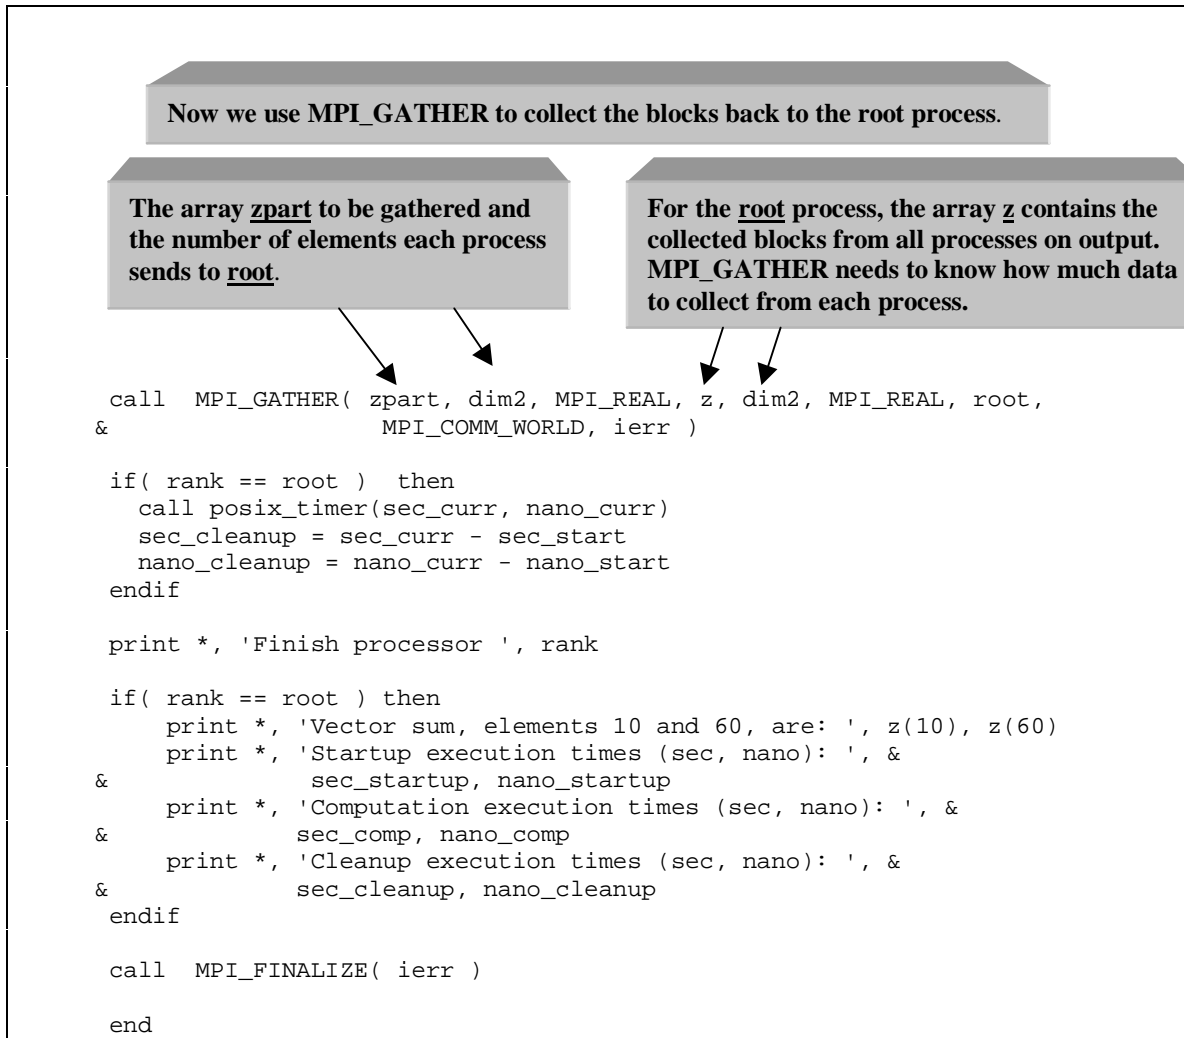 Now we use MPI_GATHER to collect the blocks back to the root process.
The array zpart to be gathered and
the number of elements each process
sends to root.
For the root process, the array z contains the
collected blocks from all processes on output.
MPI_GATHER needs to know how much data
to collect from each process.
call  MPI_GATHER( zpart, dim2, MPI_REAL, z, dim2, MPI_REAL, root,
&                   MPI_COMM_WORLD, ierr )
if( rank == root )  then
call posix_timer(sec_curr, nano_curr)
sec_cleanup = sec_curr - sec_start
nano_cleanup = nano_curr - nano_start
endif
print *, 'Finish processor ', rank
if( rank == root ) then
print *, 'Vector sum, elements 10 and 60, are: ', z(10), z(60)
print *, 'Startup execution times (sec, nano): ', &
&              sec_startup, nano_startup
print *, 'Computation execution times (sec, nano): ', &
&             sec_comp, nano_comp
print *, 'Cleanup execution times (sec, nano): ', &
&             sec_cleanup, nano_cleanup
endif
call  MPI_FINALIZE( ierr )
end